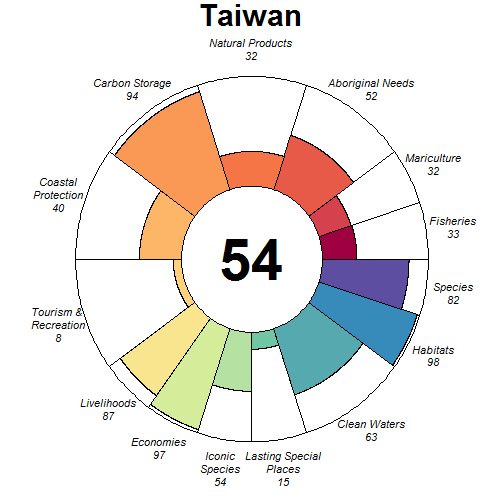 Taiwan
Natural Products
32
Carbon Storage
94
Aboriginal Needs
52
Mariculture
32
Coastal
Protection
40
Fisheries
33
54
Species
82
Tourism &
Recreation
8
Habitats
98
Livelihoods
87
Clean Waters
63
Economies
97
Iconic
Species
54
Lasting Special
Places
15